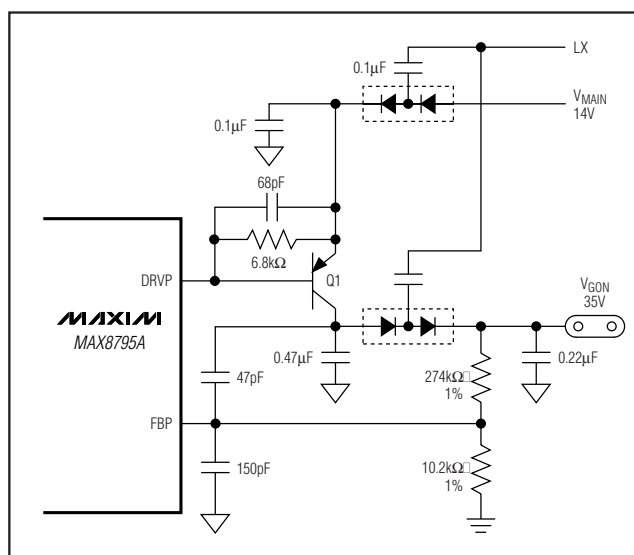 LX
0.1μF
VMAIN
14V
0.1μF
68pF
6.8kΩ
Q1
DRVP
MAXIM
MAX8795A
VGON
35V
0.47μF
0.22μF
47pF
274kΩ□
1%
FBP
150pF
10.2kΩ□
1%